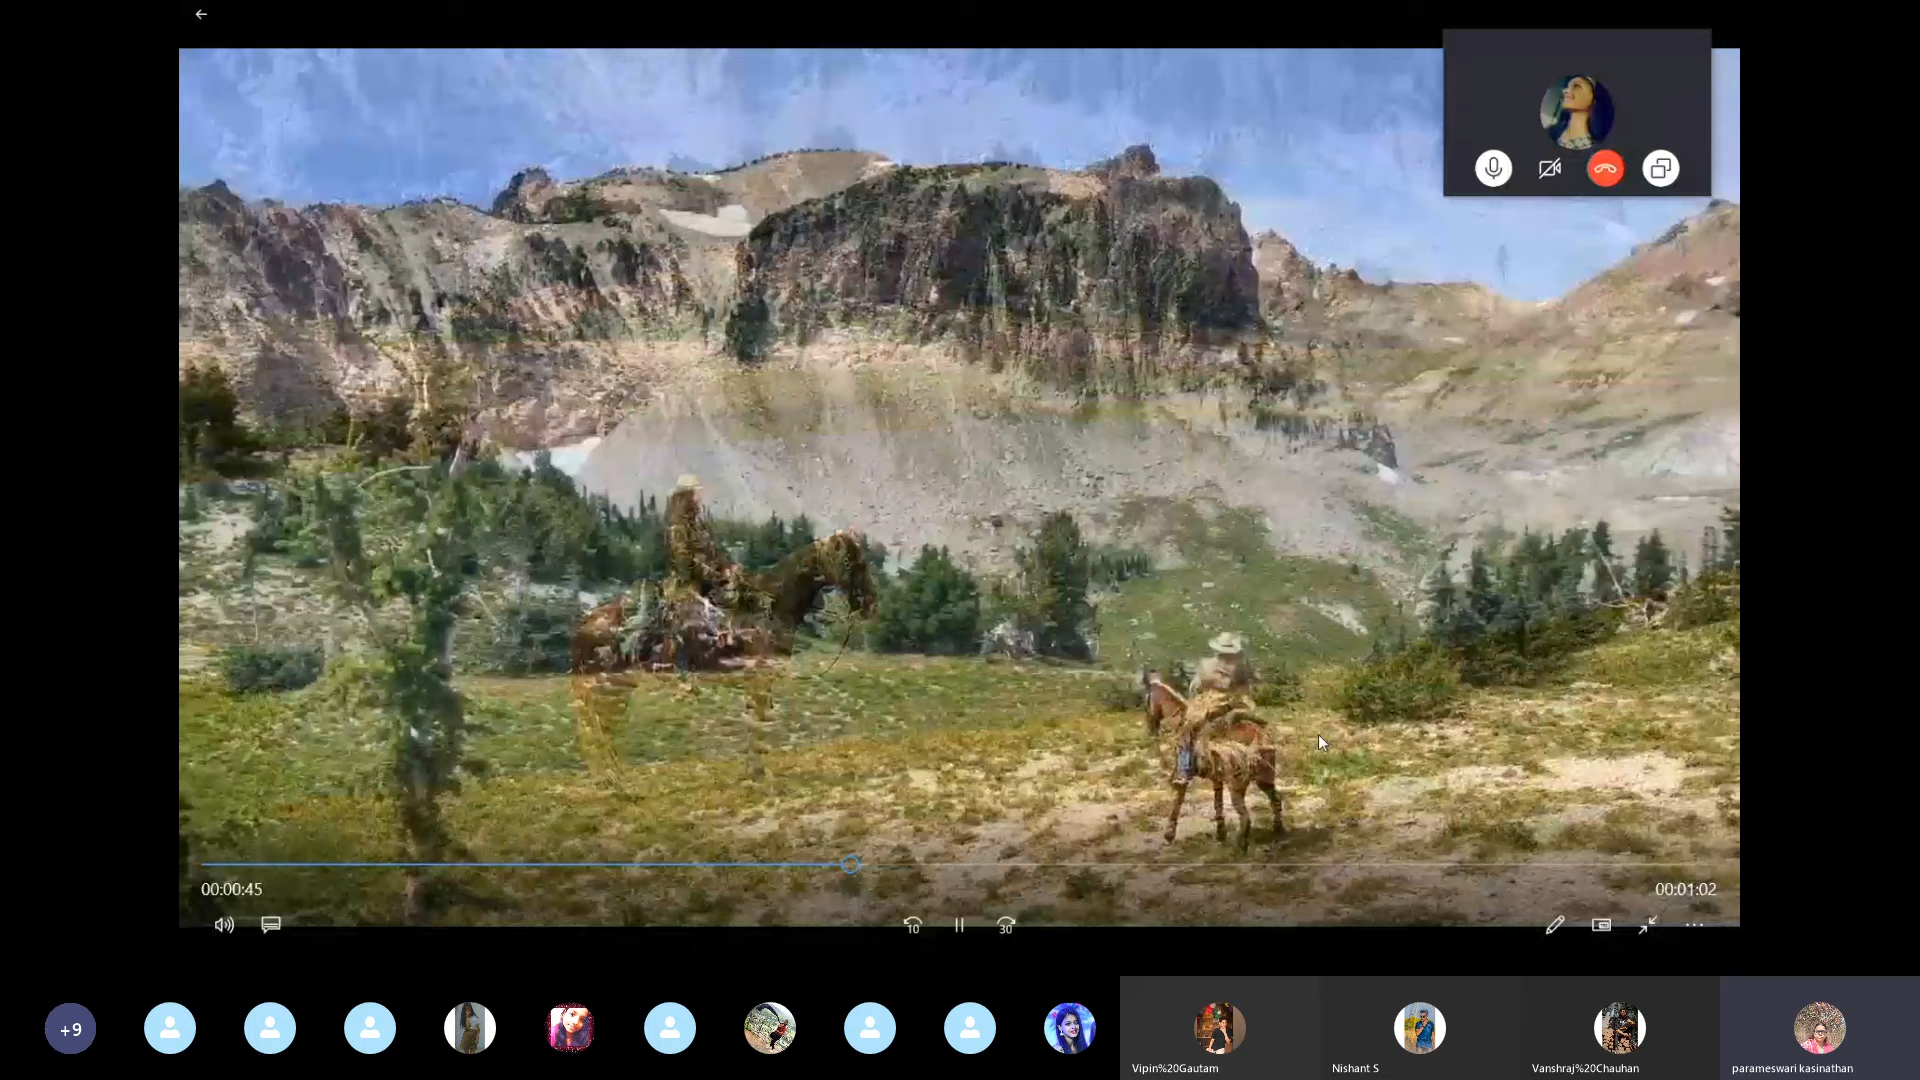 00:00:45
00:01:02
10
30
+9
Vipin%20Gautam
Nishant S
Vanshraj%20Chauhan
parameswari kasinathan